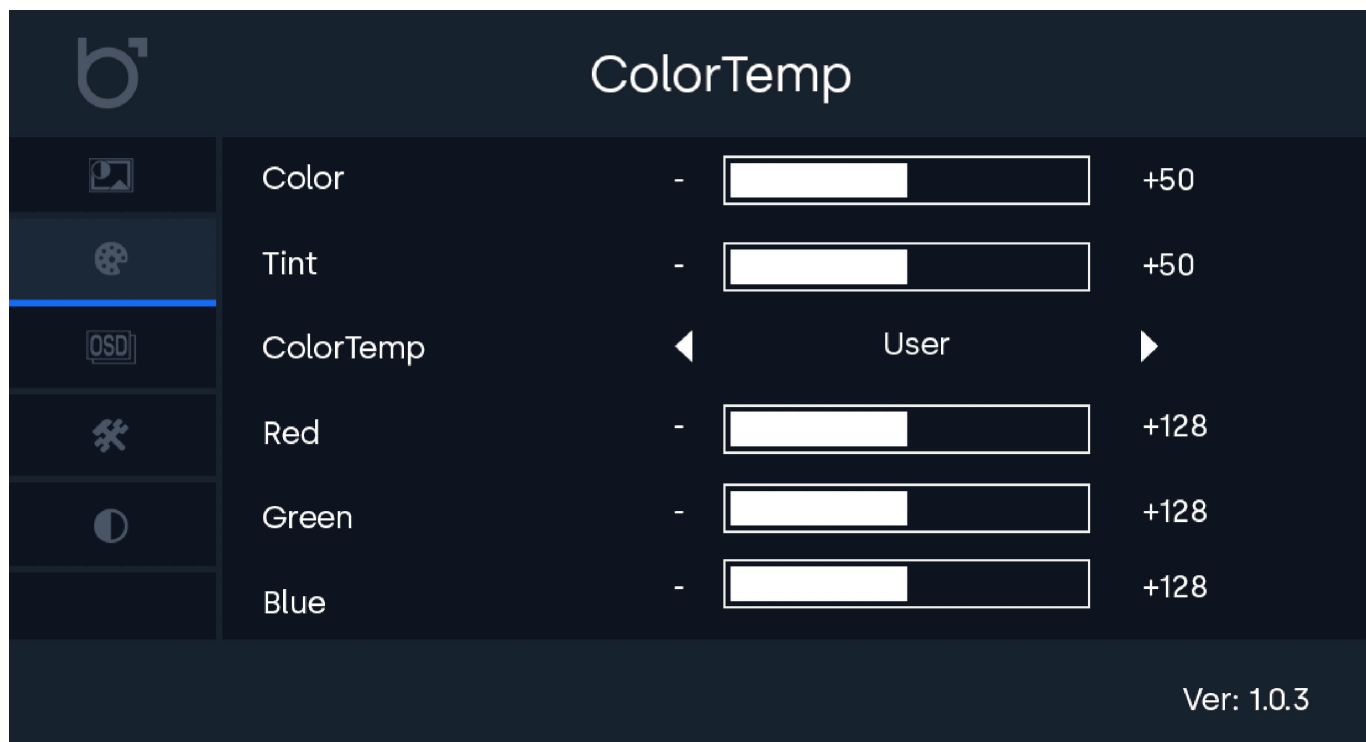 b
ColorTemp
Color - +50
Tint - +50
OSD
ColorTemp User
Red - +128
Green - +128
Blue - +128
Ver: 1.0.3